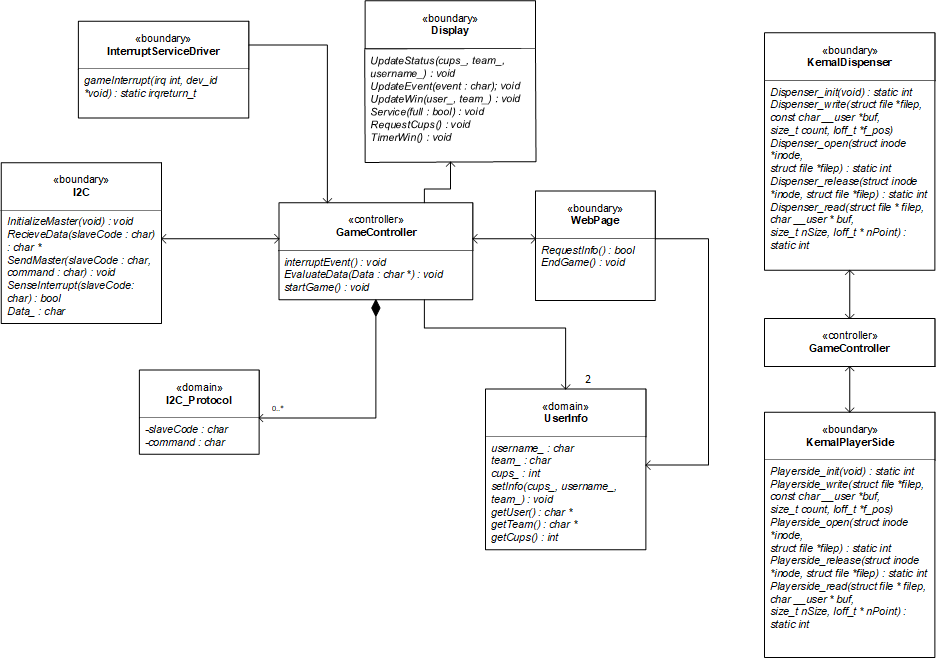 «boundary»
InterruptServiceDriver
gameInterrupt(irq int, dev_id
*void) : static irqreturn_t
«boundary»
Display
UpdateStatus(cups_, team_,
username_) : void
UpdateEvent(event : char); void
UpdateWin(user_, team_) : void
Service(full : bool) : void
RequestCups() : void
TimerWin() : void
«boundary»
KernalDispenser
Dispenser_init(void) : static int
Dispenser_write(struct file *filep,
const char __user *buf,
size_t count, loff_t *f_pos)
Dispenser_open(struct inode
*inode,
struct file *filep) : static int
Dispenser_release(struct inode
*inode, struct file *filep) : static int
Dispenser_read(struct file * filep,
char __user * buf,
size_t nSize, loff_t * nPoint) :
static int
«boundary»
I2C
InitializeMaster(void) : void
RecieveData(slaveCode : char)
: char *
SendMaster(slaveCode : char,
command : char) : void
SenseInterrupt(slaveCode:
char) : bool
Data_ : char
«controller»
GameController
interruptEvent() : void
EvaluateData(Data : char *) : void
startGame() : void
«boundary»
WebPage
RequestInfo() : bool
EndGame() : void
«controller»
GameController
«domain»
I2C_Protocol
-slaveCode : char
-command : char
0..*
2
«domain»
UserInfo
username_ : char
team_ : char
cups_ : int
setInfo(cups_, username_,
team_) : void
getUser() : char *
getTeam() : char *
getCups() : int
«boundary»
KernalPlayerSide
Playerside_init(void) : static int
Playerside_write(struct file *filep,
const char __user *buf,
size_t count, loff_t *f_pos)
Playerside_open(struct inode
*inode,
struct file *filep) : static int
Playerside_release(struct inode
*inode, struct file *filep) : static int
Playerside_read(struct file * filep,
char __user * buf,
size_t nSize, loff_t * nPoint) :
static int